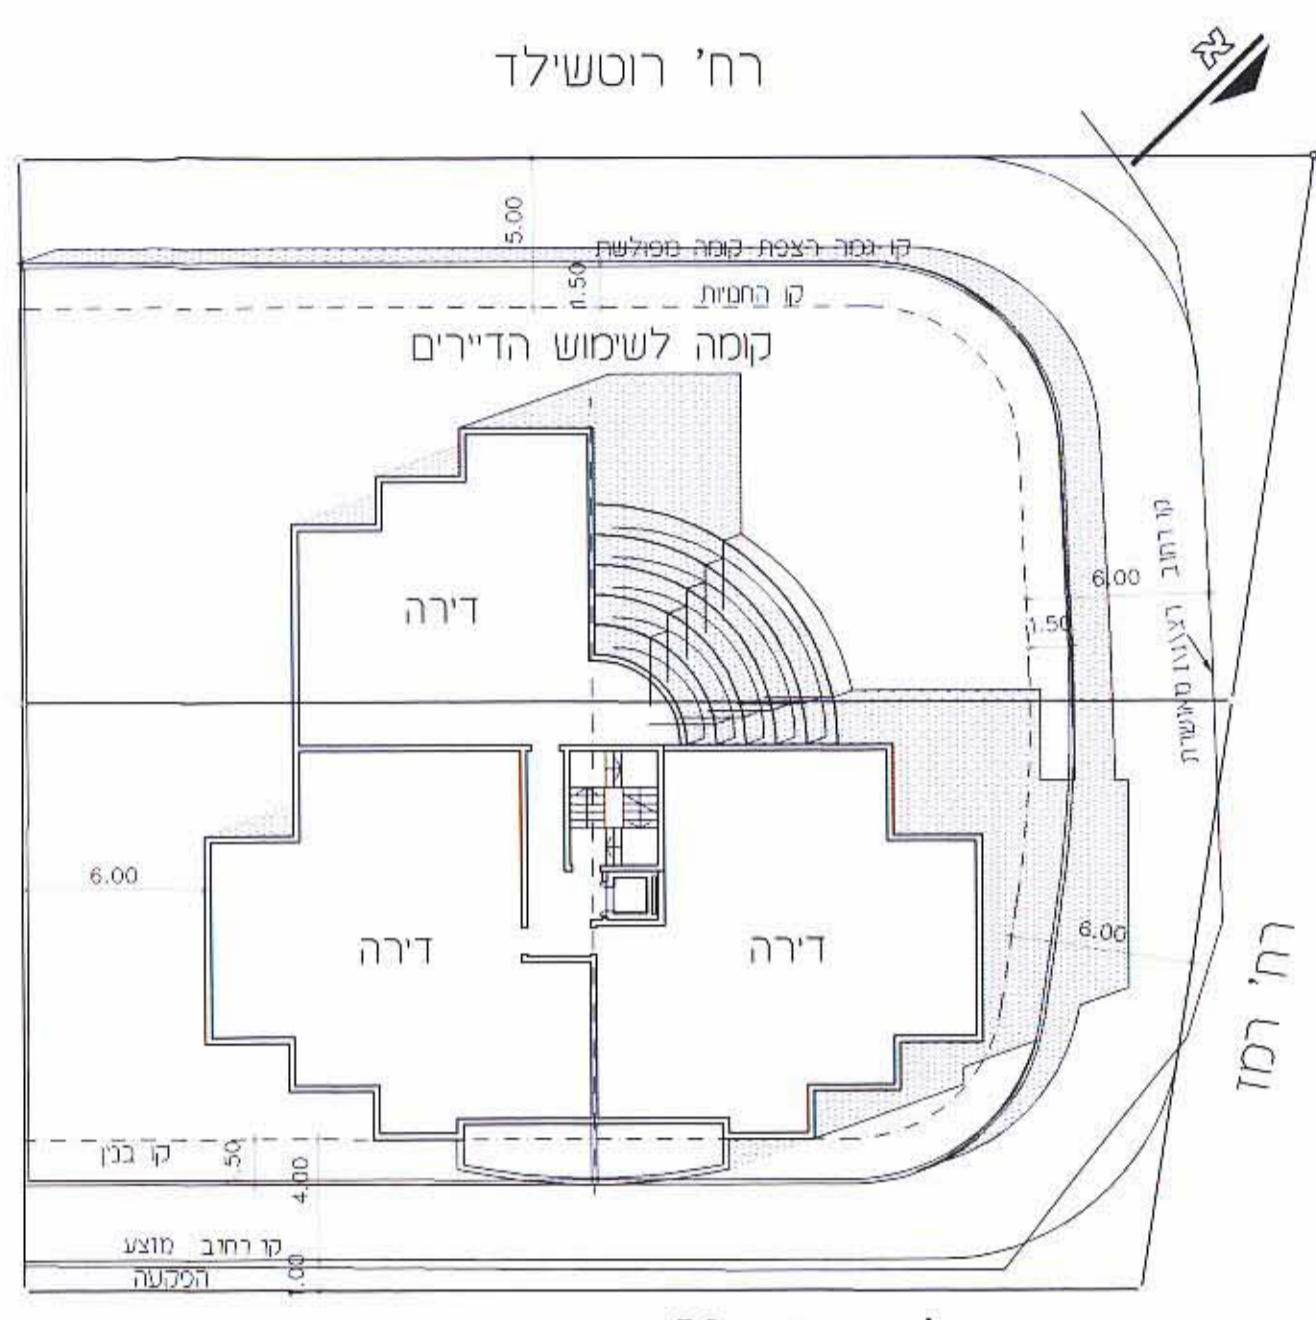 רח' רוטשילד
א
5.00
קו גמר רצפת קומה מפולשת
1.50
קו החנויות
קומה לשימוש הדיירים
6.00
1.50
דירה
6.00
דירה
דירה
6.00
רח' רמז
קו בנין
1.50
4.00
קו רחוב מוצע
1.00
הפקעה